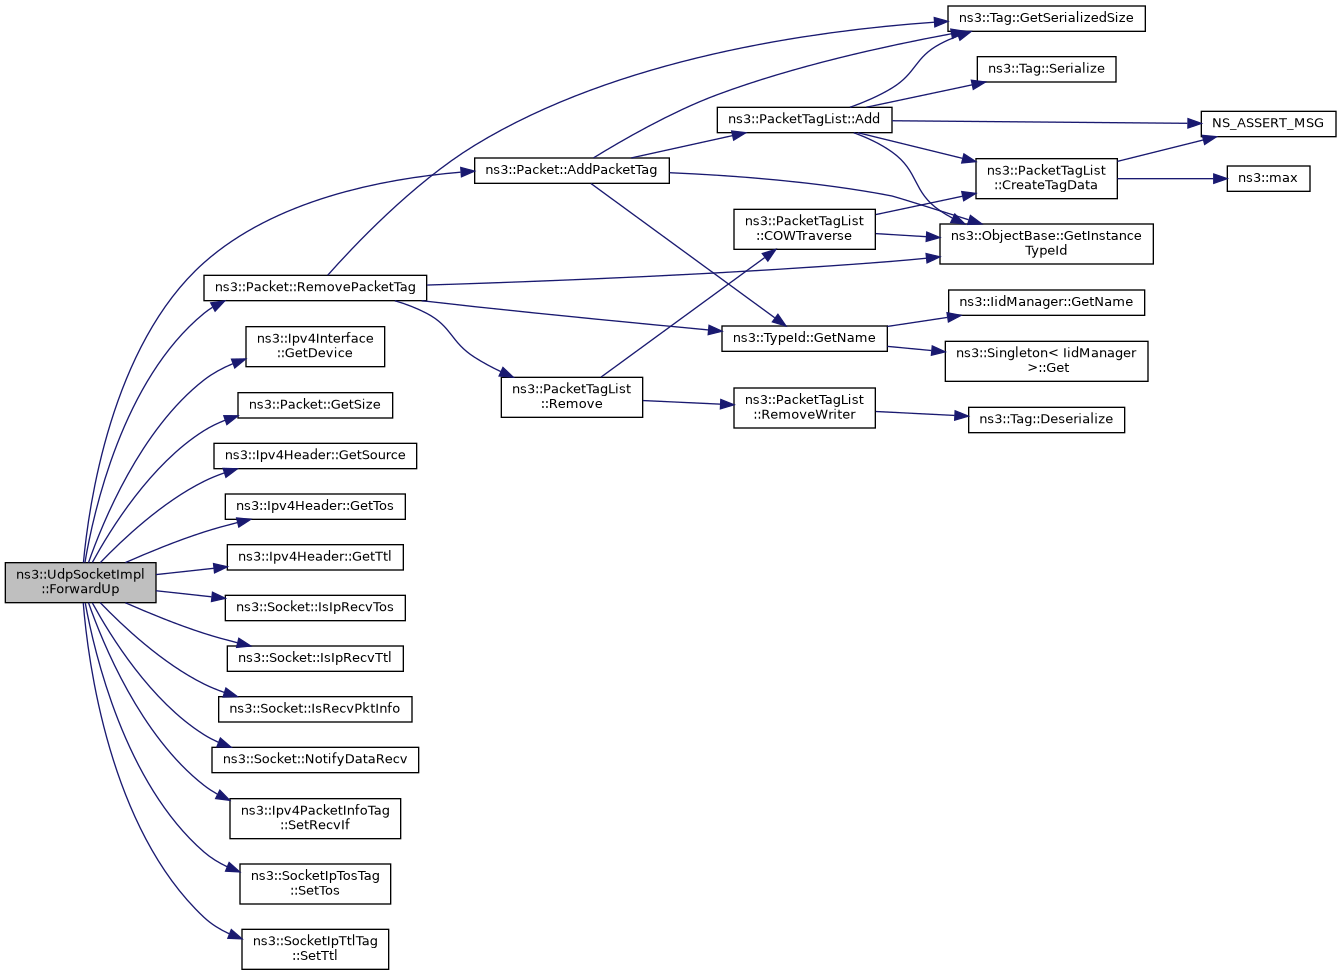 ns3::UdpSocketImpl
::ForwardUp
ns3::Packet::AddPacketTag
ns3::Packet::RemovePacketTag
ns3::Ipv4Interface
::GetDevice
ns3::Packet::GetSize
ns3::Ipv4Header::GetSource
ns3::Ipv4Header::GetTos
ns3::Ipv4Header::GetTtl
ns3::Socket::IsIpRecvTos
ns3::Socket::IsIpRecvTtl
ns3::Socket::IsRecvPktInfo
ns3::Socket::NotifyDataRecv
ns3::Ipv4PacketInfoTag
::SetRecvIf
ns3::SocketIpTosTag
::SetTos
ns3::SocketIpTtlTag
::SetTtl
ns3::PacketTagList
::Remove
ns3::PacketTagList::Add
ns3::PacketTagList
::COWTraverse
ns3::TypeId::GetName
ns3::PacketTagList
::RemoveWriter
ns3::Tag::GetSerializedSize
ns3::Tag::Serialize
ns3::PacketTagList
::CreateTagData
ns3::ObjectBase::GetInstance
TypeId
ns3::IidManager::GetName
ns3::Singleton< IidManager
>::Get
ns3::Tag::Deserialize
NS_ASSERT_MSG
ns3::max